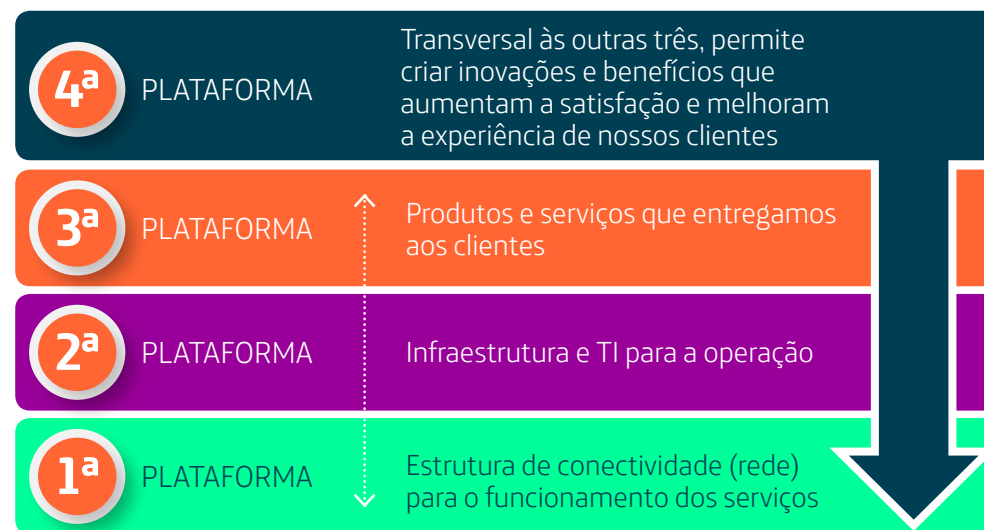 4ª PLATAFORMA
Transversal às outras três, permite
criar inovações e benefícios que
aumentam a satisfação e melhoram
a experiência de nossos clientes
3ª PLATAFORMA
Produtos e serviços que entregamos
aos clientes
2ª PLATAFORMA
Infraestrutura e TI para a operação
1ª PLATAFORMA
Estrutura de conectividade (rede)
para o funcionamento dos serviços